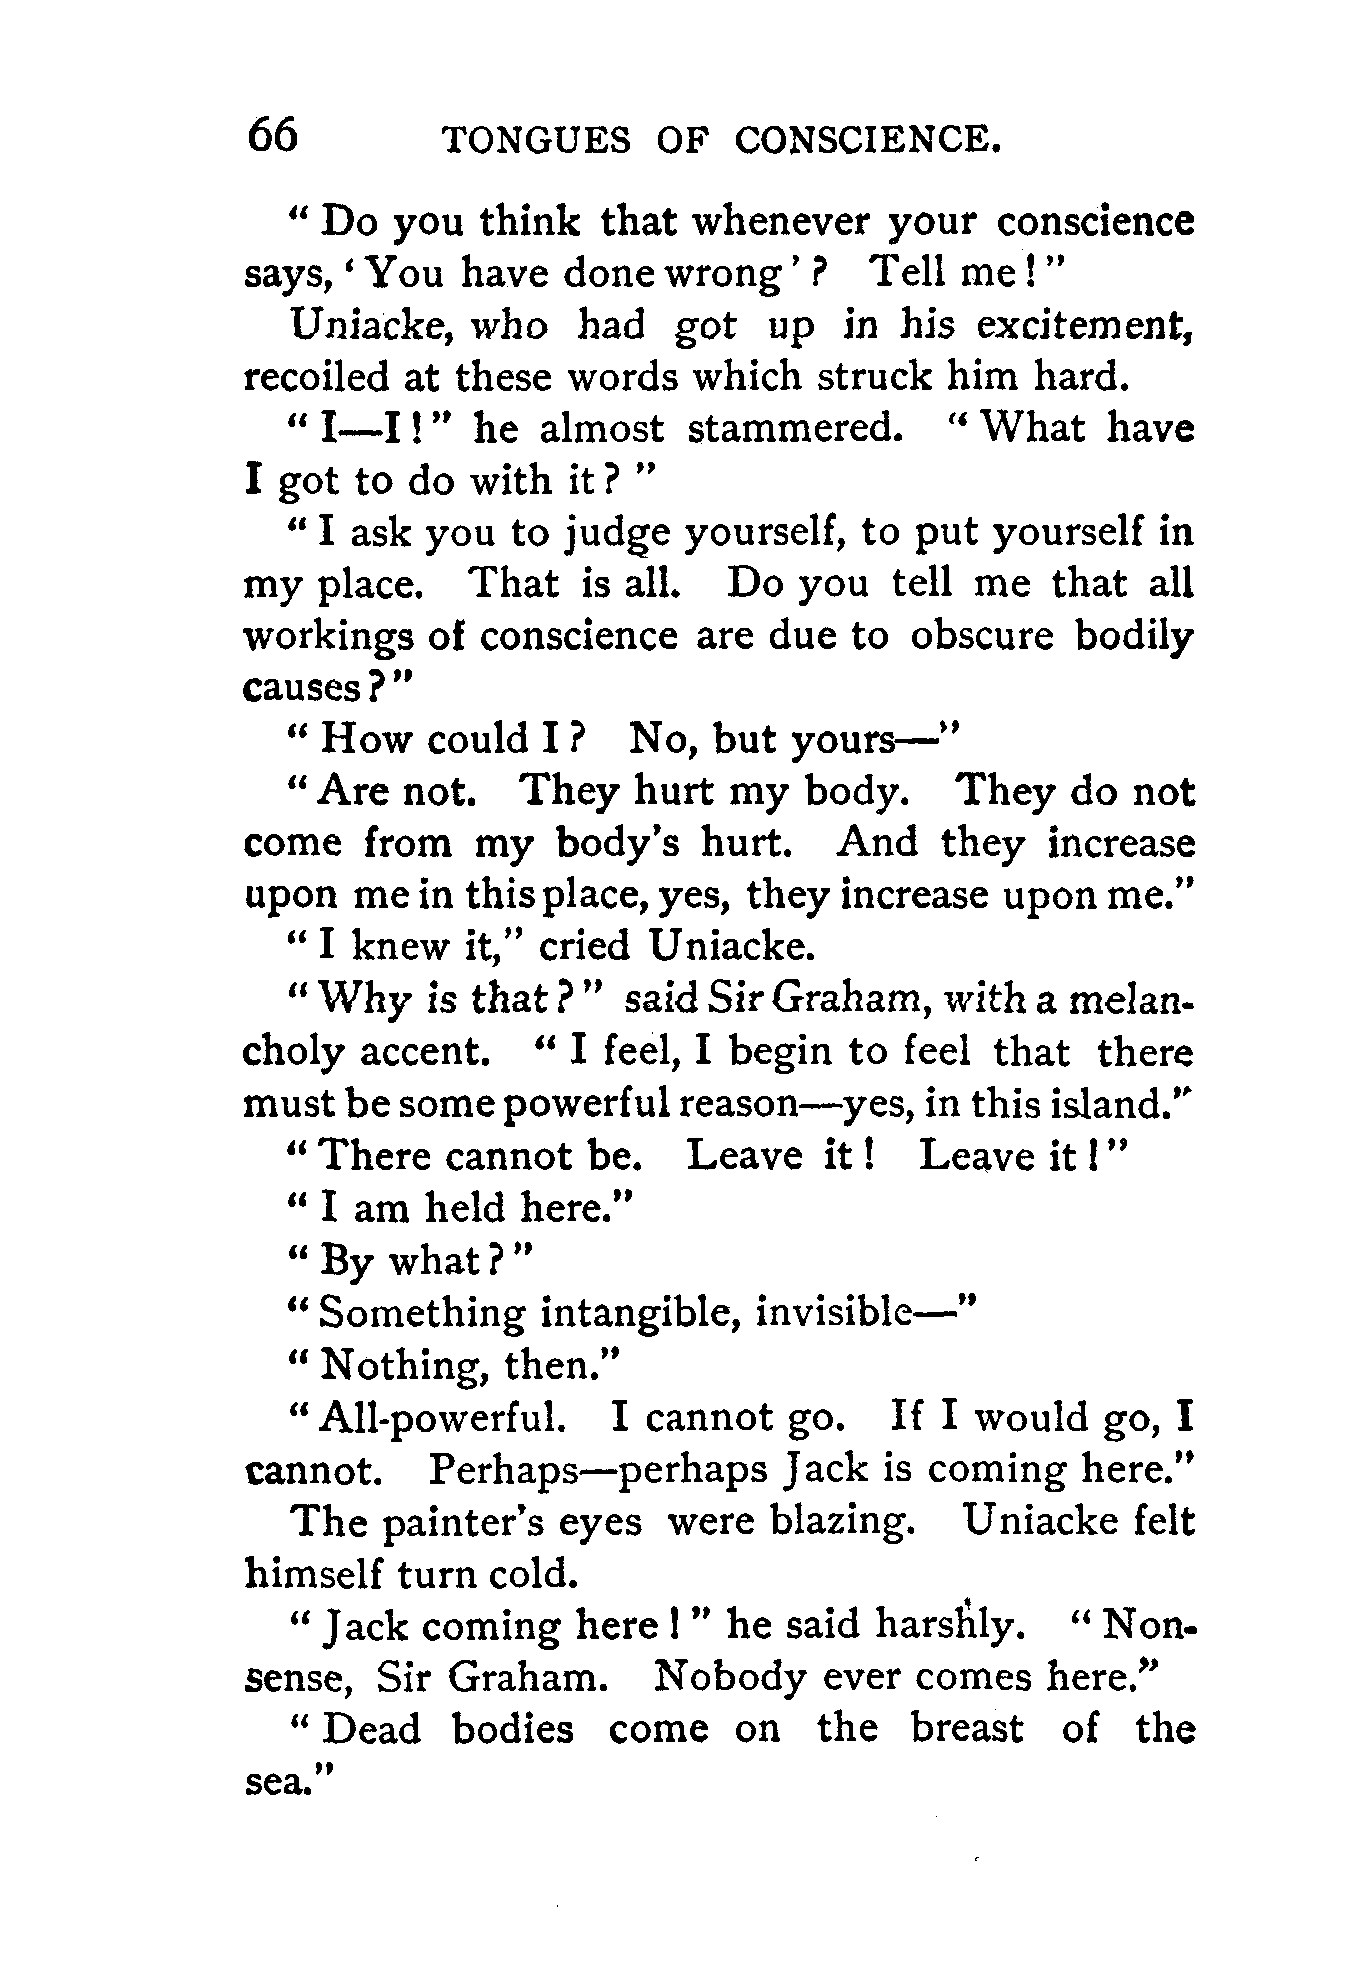 66 TONGUES OF CONSCIENCE.
“ Do you think that whenever your conscience
says, ‘ You have done wrong ’ ? Tell me ! ”
Uniacke, who had got up in his excitement,
recoiled at these words which struck him hard.
“ I—I ! ” he almost stammered. “ What have
I got to do with it ? ”
“ I ask you to judge yourself, to put yourself in
my place. That is all. Do you tell me that all
workings of conscience are due to obscure bodily
causes ? ”
“ How could I ? No, but yours—”
“ Are not. They hurt my body. They do not
come from my body’s hurt. And they increase
upon me in this place, yes, they increase upon me.”
“ I knew it,” cried Uniacke.
“ Why is that ? ” said Sir Graham, with a melan-
choly accent. “ I feel, I begin to feel that there
must be some powerful reason—yes, in this island.”
“ There cannot be. Leave it ! Leave it ! ”
“ I am held here.”
“ By what ? ”
“ Something intangible, invisible—”
“ Nothing, then.”
“ All-powerful. I cannot go. If I would go, I
cannot. Perhaps—perhaps Jack is coming here.”
The painter’s eyes were blazing. Uniacke felt
himself turn cold.
“ Jack coming here ! ” he said harshly. “ Non-
sense, Sir Graham. Nobody ever comes here.”
“ Dead bodies come on the breast of the
sea.”